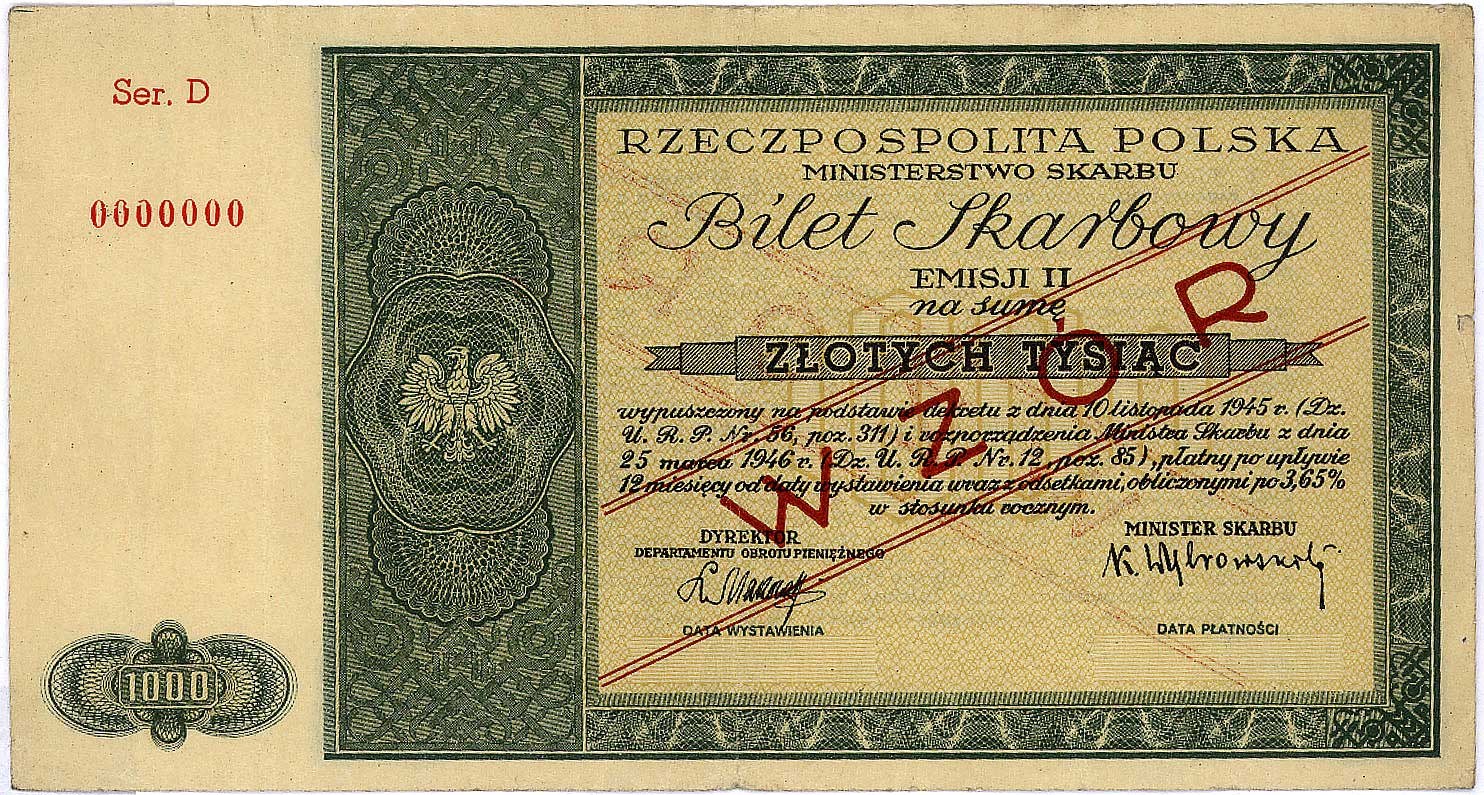 Ser. D
0000000
1000
RZECZPOSPOLITA POLSKA
MINISTERSTWO SKARBU
Bilet Skarbowy
EMISJI II
na sumę
ZŁOTYCH TYSIĄC
wypuszczony na podstawie dekretu z dnia 10 listopada 1945 r. (Dz.
U. R. P. Nr. 56, poz. 311) i rozporządzenia Ministra Skarbu z dnia
25 marca 1946 r. (Dz. U. R. P. Nr. 12, poz. 85), płatny po upływie
12 miesięcy od daty wystawienia wraz z odsetkami, obliczonymi po 3,65%
w stosunku rocznym.
WZÓR
DYREKTOR
DEPARTAMENTU OBROTU PIENIĘŻNEGO
MINISTER SKARBU
DATA WYSTAWIENIA
DATA PŁATNOŚCI